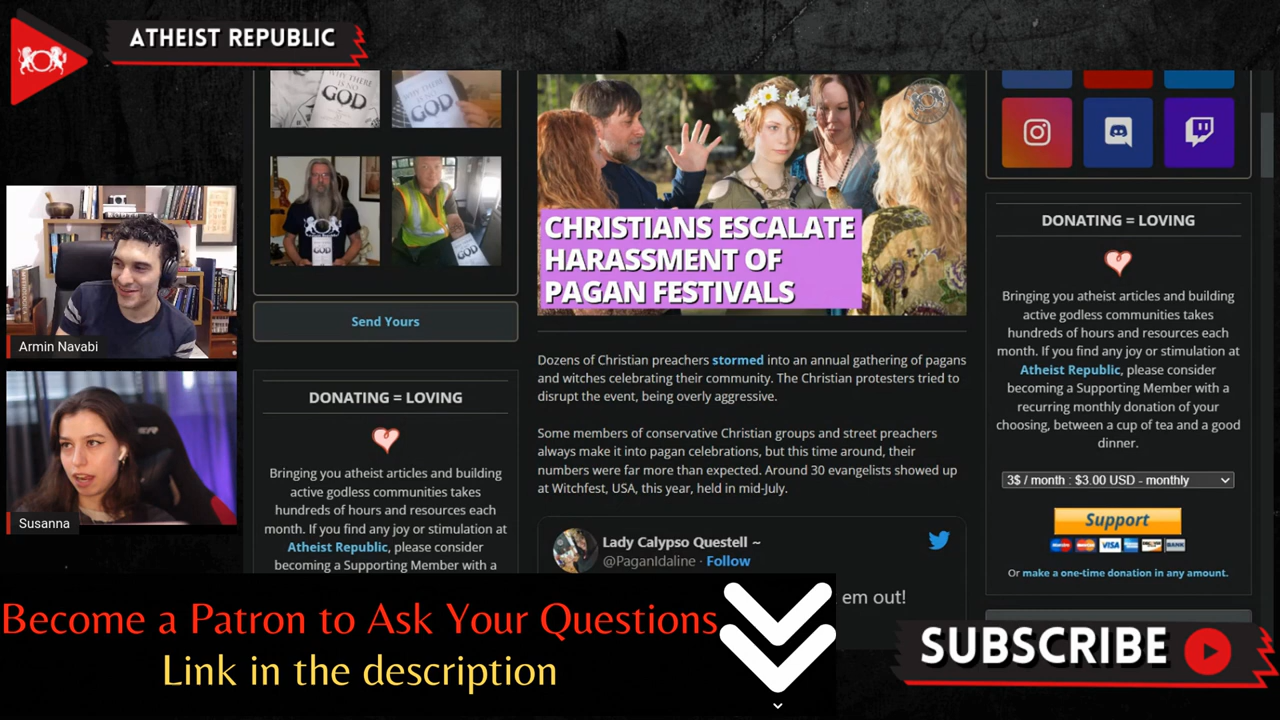 ATHEIST REPUBLIC
WHY THERE
IS NO
GOD
GOD
GOD
Send Yours
DONATING = LOVING
Bringing you atheist articles and building
active godless communities takes
hundreds of hours and resources each
month. If you find any joy or stimulation at
Atheist Republic, please consider
becoming a Supporting Member with a
Armin Navabi
Susanna
CHRISTIANS ESCALATE
HARASSMENT OF
PAGAN FESTIVALS
Dozens of Christian preachers stormed into an annual gathering of pagans
and witches celebrating their community. The Christian protesters tried to
disrupt the event, being overly aggressive.
Some members of conservative Christian groups and street preachers
always make it into pagan celebrations, but this time around, their
numbers were far more than expected. Around 30 evangelists showed up
at Witchfest, USA, this year, held in mid-July.
Lady Calypso Questell ~
@PaganIdaline · Follow
em out!
DONATING = LOVING
Bringing you atheist articles and building
active godless communities takes
hundreds of hours and resources each
month. If you find any joy or stimulation at
Atheist Republic, please consider
becoming a Supporting Member with a
recurring monthly donation of your
choosing, between a cup of tea and a good
dinner.
3$ / month : $3.00 USD - monthly
Support
VISA
BANK
Or make a one-time donation in any amount.
Become a Patron to Ask Your Questions
Link in the description
SUBSCRIBE